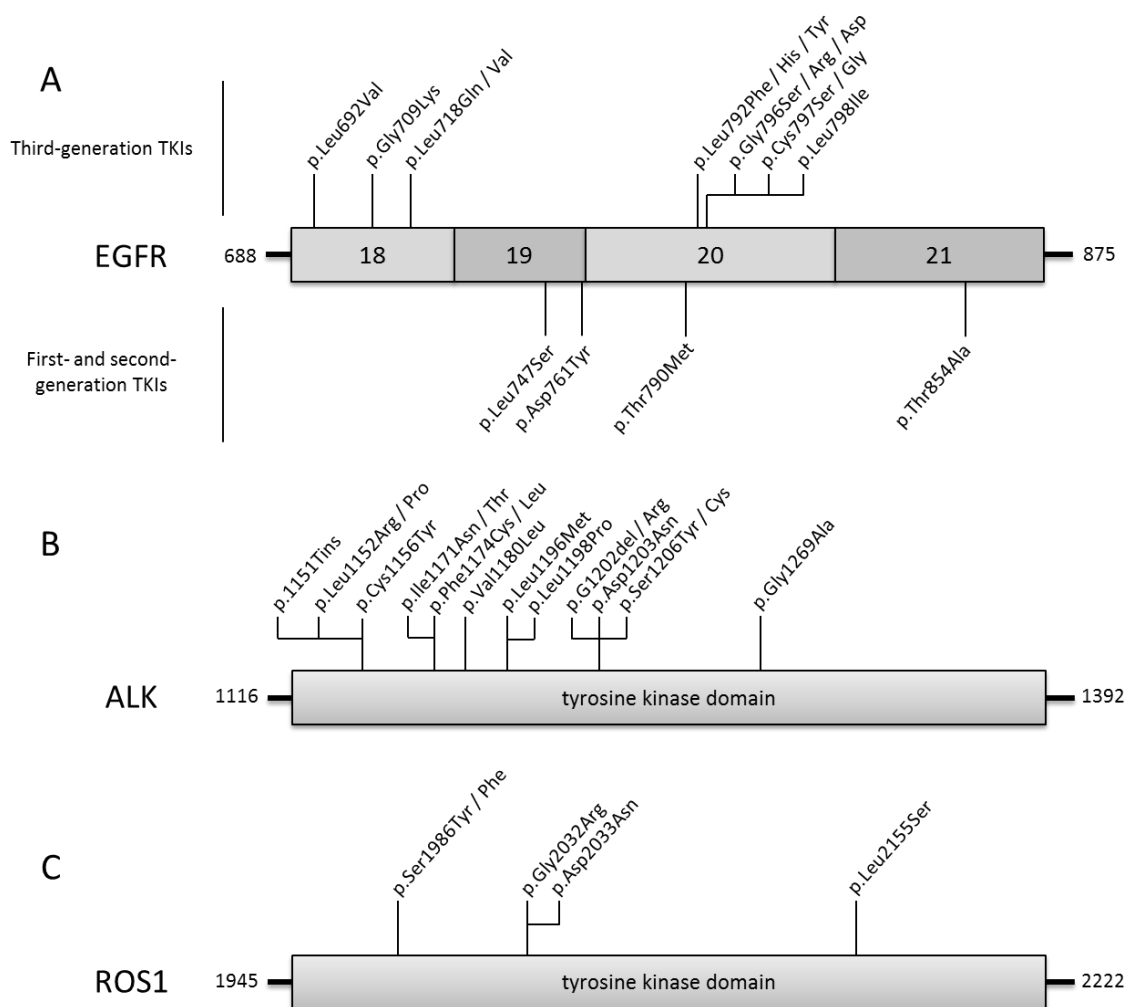 A
Third-generation TKIs
p.Leu692Val
p.Gly709Lys
p.Leu718Gln / Val
p.Leu792Phe / His / Tyr
p.Gly796Ser / Arg / Asp
p.Cys797Ser / Gly
p.Leu798Ile
EGFR
688
18
19
20
21
875
First- and second-
generation TKIs
p.Leu747Ser
p.Asp761Tyr
p.Thr790Met
p.Thr854Ala
B
p.1151Tins
p.Leu1152Arg / Pro
p.Cys1156Tyr
p.Ile1171Asn / Thr
p.Phe1174Cys / Leu
p.Val1180Leu
p.Leu1196Met
p.Leu1198Pro
p.G1202del / Arg
p.Asp1203Asn
p.Ser1206Tyr / Cys
p.Gly1269Ala
ALK
1116
tyrosine kinase domain
1392
C
p.Ser1986Tyr / Phe
p.Gly2032Arg
p.Asp2033Asn
p.Leu2155Ser
ROS1
1945
tyrosine kinase domain
2222